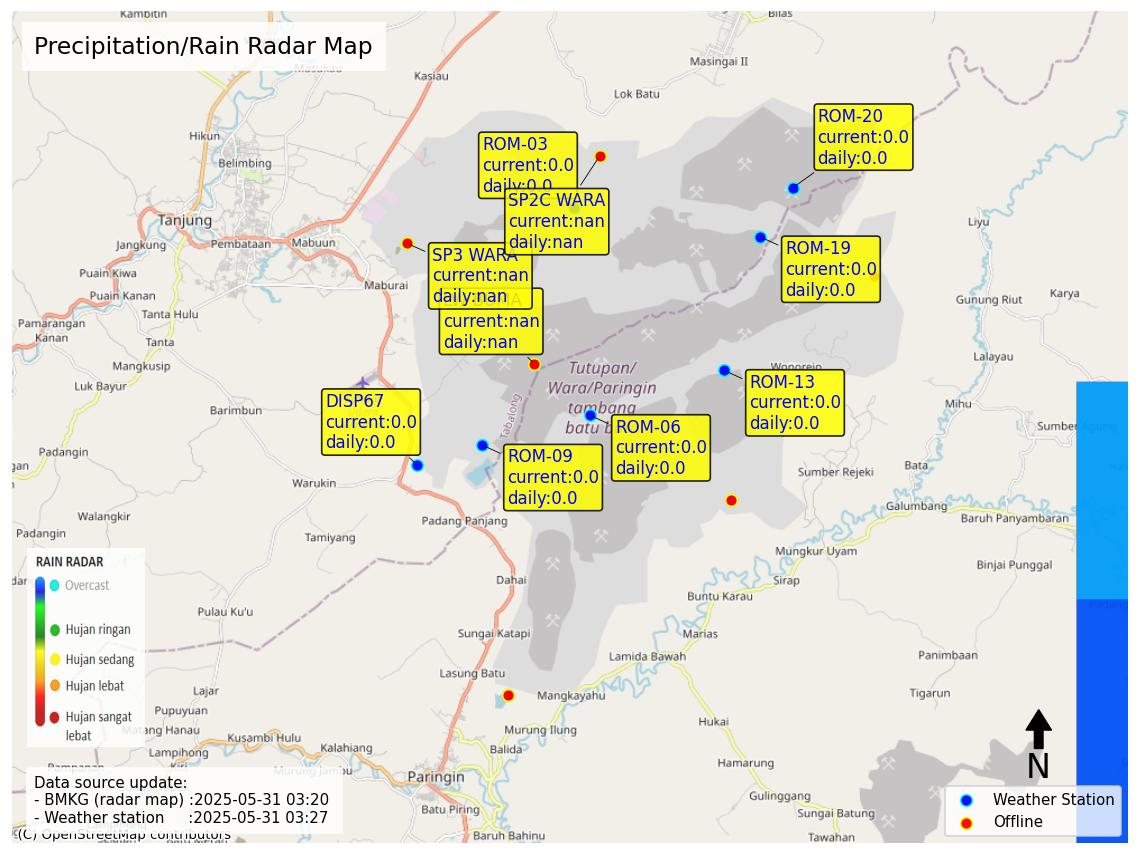 Precipitation/Rain Radar Map
Kambitin
Bilas
Masingai II
Kasiau
Lok Batu
Hikun
Belimbing
Tanjung
Jangkung
Pembataan
Mabuun
Puain Kiwa
Maburai
Puain Kanan
Tanta Hulu
Pamarangan
Kanan
Tanta
Mangkusip
Luk Bayur
Barimbun
Padangin
Warukin
Walangkir
Padangin
Tamiyang
Padang Panjang
Dahai
Pulau Ku'u
Sungai Katapi
Lasung Batu
Lajar
Pupuyuan
Matang Hanau
Kusambi Hulu
Lampihong
Kiri
Kalahiang
Murung Jambu
Paringin
Batu Piring
Baruh Bahinu
Balida
Murung Ilung
Mangkayahu
Lamida Bawah
Marias
Buntu Karau
Sirap
Mungkur Uyam
Hukai
Hamarung
Gulinggang
Sungai Batung
Tawahan
Tigarun
Panimbaan
Binjai Punggal
Baruh Panyambaran
Galumbang
Bata
Sumber Rejeki
Sumber Agung
Mihu
Lalayau
Gunung Riut
Karya
Liyu
Wonorejo
Tabalong
Tutupan/
Wara/Paringin
tambang
batu b
ROM-03
current:0.0
daily:0.0
SP2C WARA
current:nan
daily:nan
SP3 WARA
current:nan
daily:nan
current:nan
daily:nan
ROM-20
current:0.0
daily:0.0
ROM-19
current:0.0
daily:0.0
ROM-13
current:0.0
daily:0.0
ROM-06
current:0.0
daily:0.0
ROM-09
current:0.0
daily:0.0
DISP67
current:0.0
daily:0.0
RAIN RADAR
Overcast
Hujan ringan
Hujan sedang
Hujan lebat
Hujan sangat
lebat
Data source update:
- BMKG (radar map) :2025-05-31 03:20
- Weather station :2025-05-31 03:27
(C) OpenStreetMap contributors
N
Weather Station
Offline